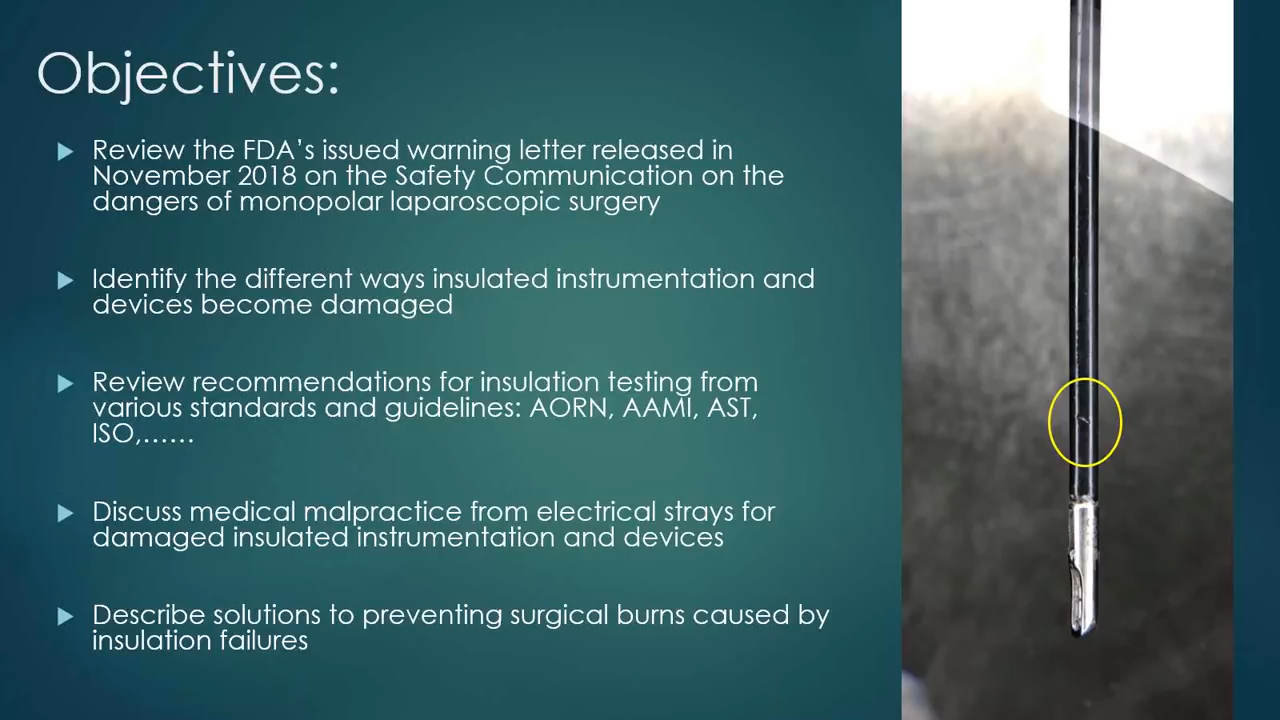 Objectives:
Review the FDA’s issued warning letter released in
November 2018 on the Safety Communication on the
dangers of monopolar laparoscopic surgery
Identify the different ways insulated instrumentation and
devices become damaged
Review recommendations for insulation testing from
various standards and guidelines: AORN, AAMI, AST,
ISO,……
Discuss medical malpractice from electrical strays for
damaged insulated instrumentation and devices
Describe solutions to preventing surgical burns caused by
insulation failures